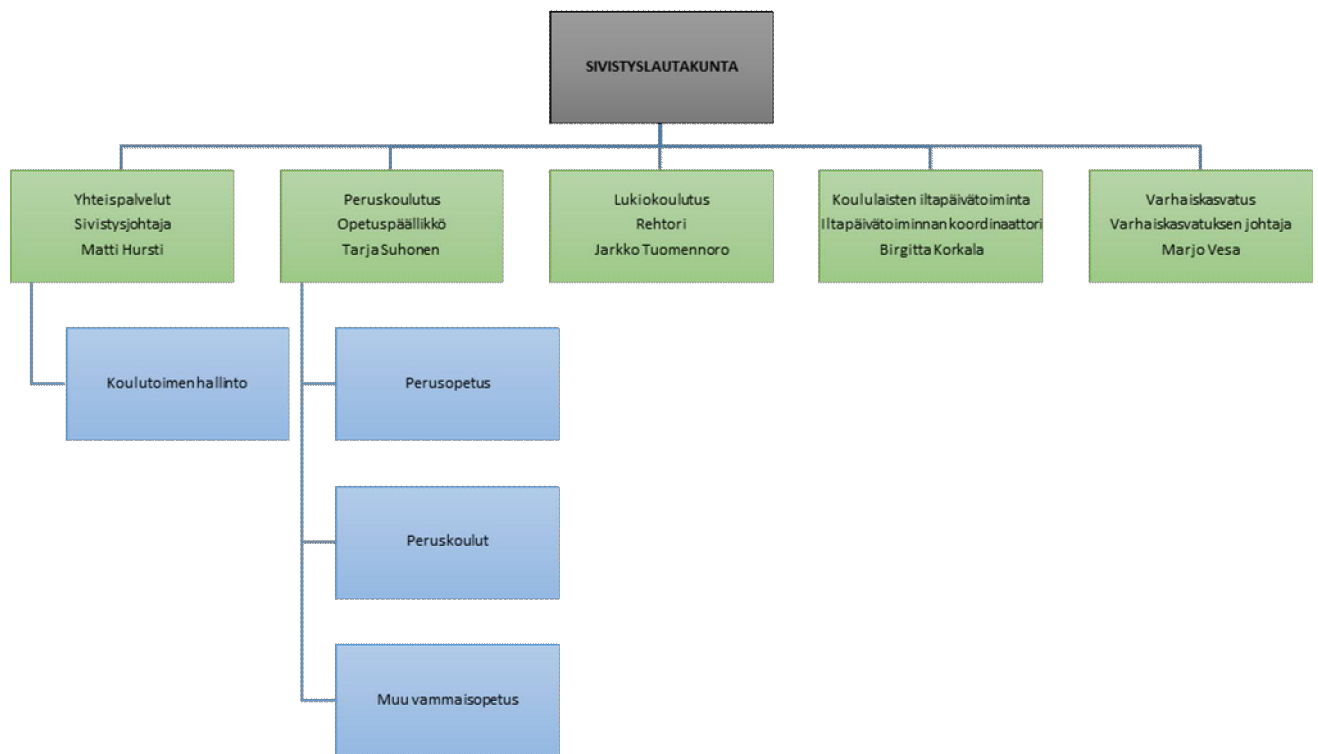 SIVISTYSLAUTAKUNTA
Yhteispalvelut
Sivistysjohtaja
Matti Hursti
Peruskoulutus
Opetuspäällikkö
Tarja Suhonen
Lukiokoulutus
Rehtori
Jarkko Tuomennoro
Koululaisten iltapäivätoiminta
Iltapäivätoiminnan koordinaattori
Birgitta Korkala
Varhaiskasvatus
Varhaiskasvatuksen johtaja
Marjo Vesa
Koulutoimen hallinto
Perusopetus
Peruskoulut
Muu vammaisopetus